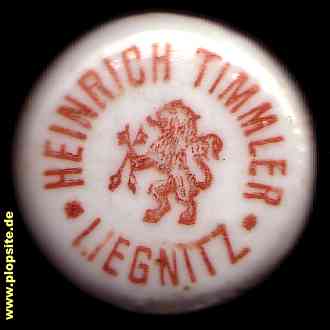 HEINRICH TIMMLER
* LIEGNITZ *
www.plopsite.de